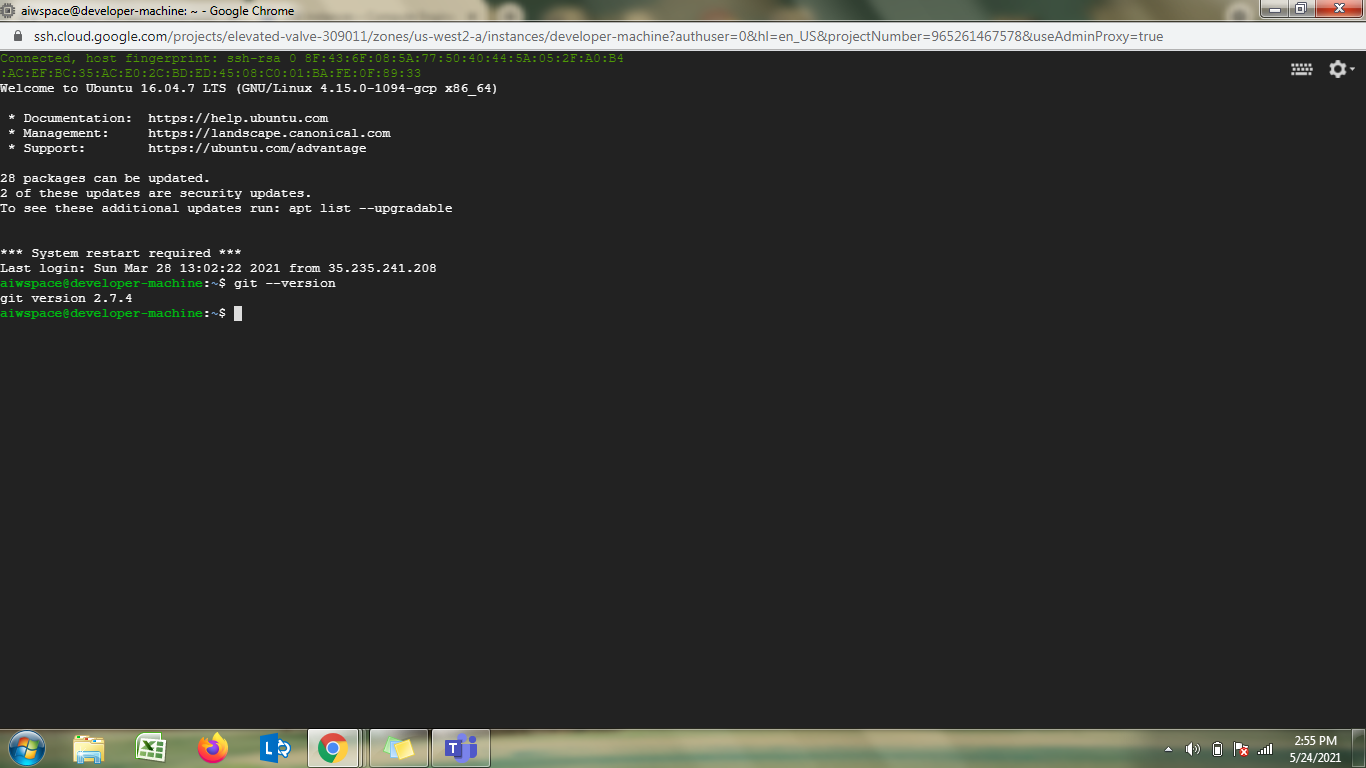 aiwspace@developer-machine: ~ - Google Chrome
ssh.cloud.google.com/projects/elevated-valve-309011/zones/us-west2-a/instances/developer-machine?authuser=0&hl=en_US&projectNumber=965261467578&useAdminProxy=true
Connected, host fingerprint: ssh-rsa 0 8F:43:6F:08:5A:77:50:40:44:5A:05:2F:A0:B4
:AC:EF:BC:35:AC:E0:2C:BD:ED:45:08:C0:01:BA:FE:0F:89:33
Welcome to Ubuntu 16.04.7 LTS (GNU/Linux 4.15.0-1094-gcp x86_64)
* Documentation:  https://help.ubuntu.com
* Management:     https://landscape.canonical.com
* Support:        https://ubuntu.com/advantage
28 packages can be updated.
2 of these updates are security updates.
To see these additional updates run: apt list --upgradable
*** System restart required ***
Last login: Sun Mar 28 13:02:22 2021 from 35.235.241.208
aiwspace@developer-machine:~$ git --version
git version 2.7.4
aiwspace@developer-machine:~$
2:55 PM
5/24/2021